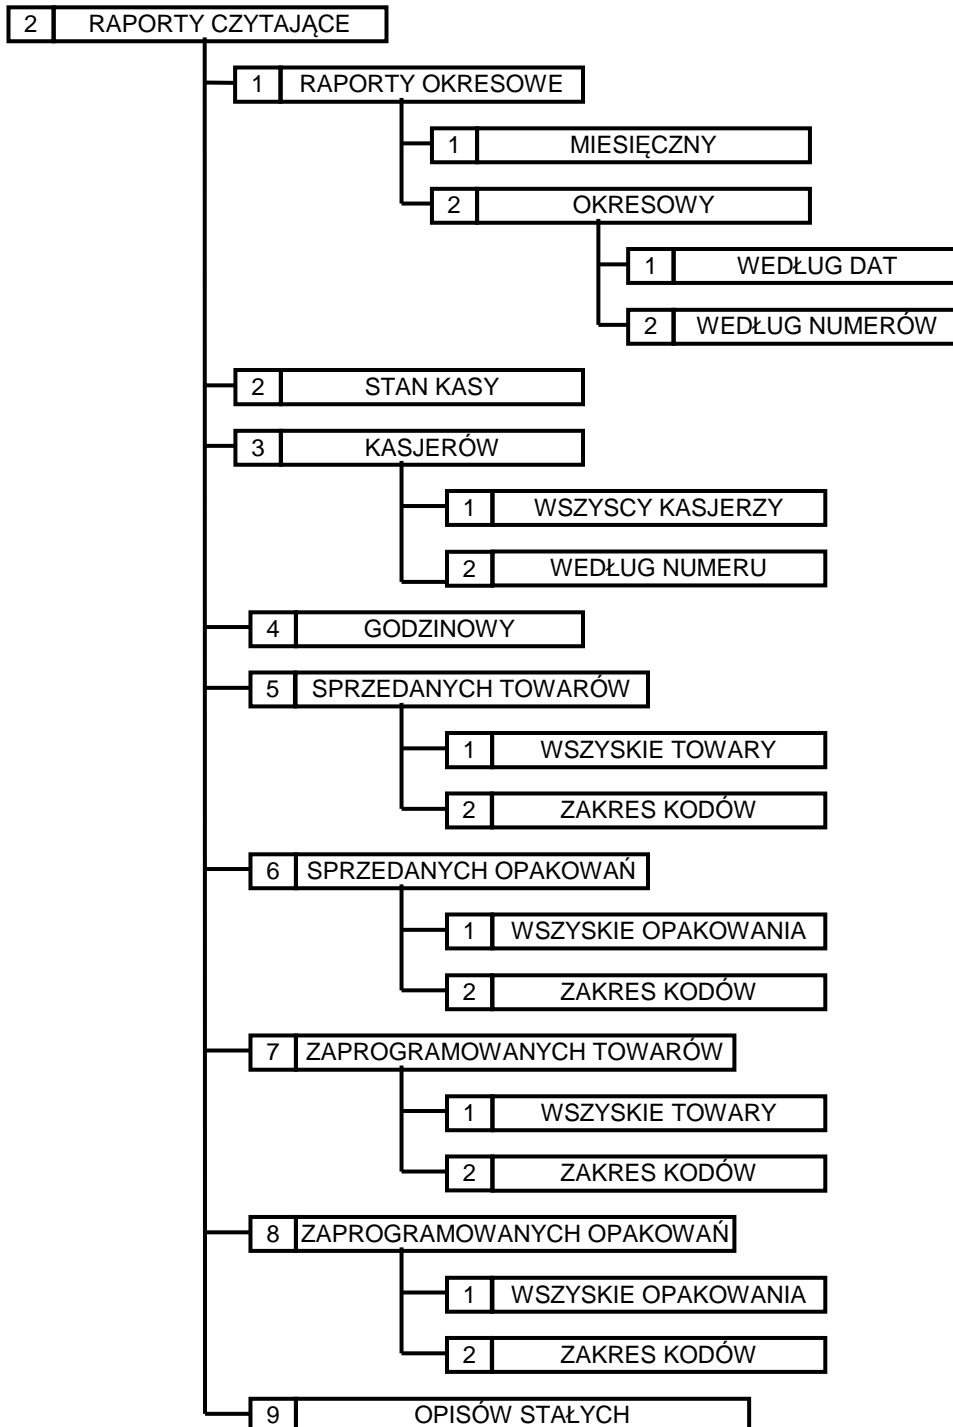 2 RAPORTY CZYTAJĄCE
1 RAPORTY OKRESOWE
1 MIESIĘCZNY
2 OKRESOWY
1 WEDŁUG DAT
2 WEDŁUG NUMERÓW
2 STAN KASY
3 KASJERÓW
1 WSZYSCY KASJERZY
2 WEDŁUG NUMERU
4 GODZINOWY
5 SPRZEDANYCH TOWARÓW
1 WSZYSKIE TOWARY
2 ZAKRES KODÓW
6 SPRZEDANYCH OPAKOWAŃ
1 WSZYSKIE OPAKOWANIA
2 ZAKRES KODÓW
7 ZAPROGRAMOWANYCH TOWARÓW
1 WSZYSKIE TOWARY
2 ZAKRES KODÓW
8 ZAPROGRAMOWANYCH OPAKOWAŃ
1 WSZYSKIE OPAKOWANIA
2 ZAKRES KODÓW
9 OPISÓW STAŁYCH